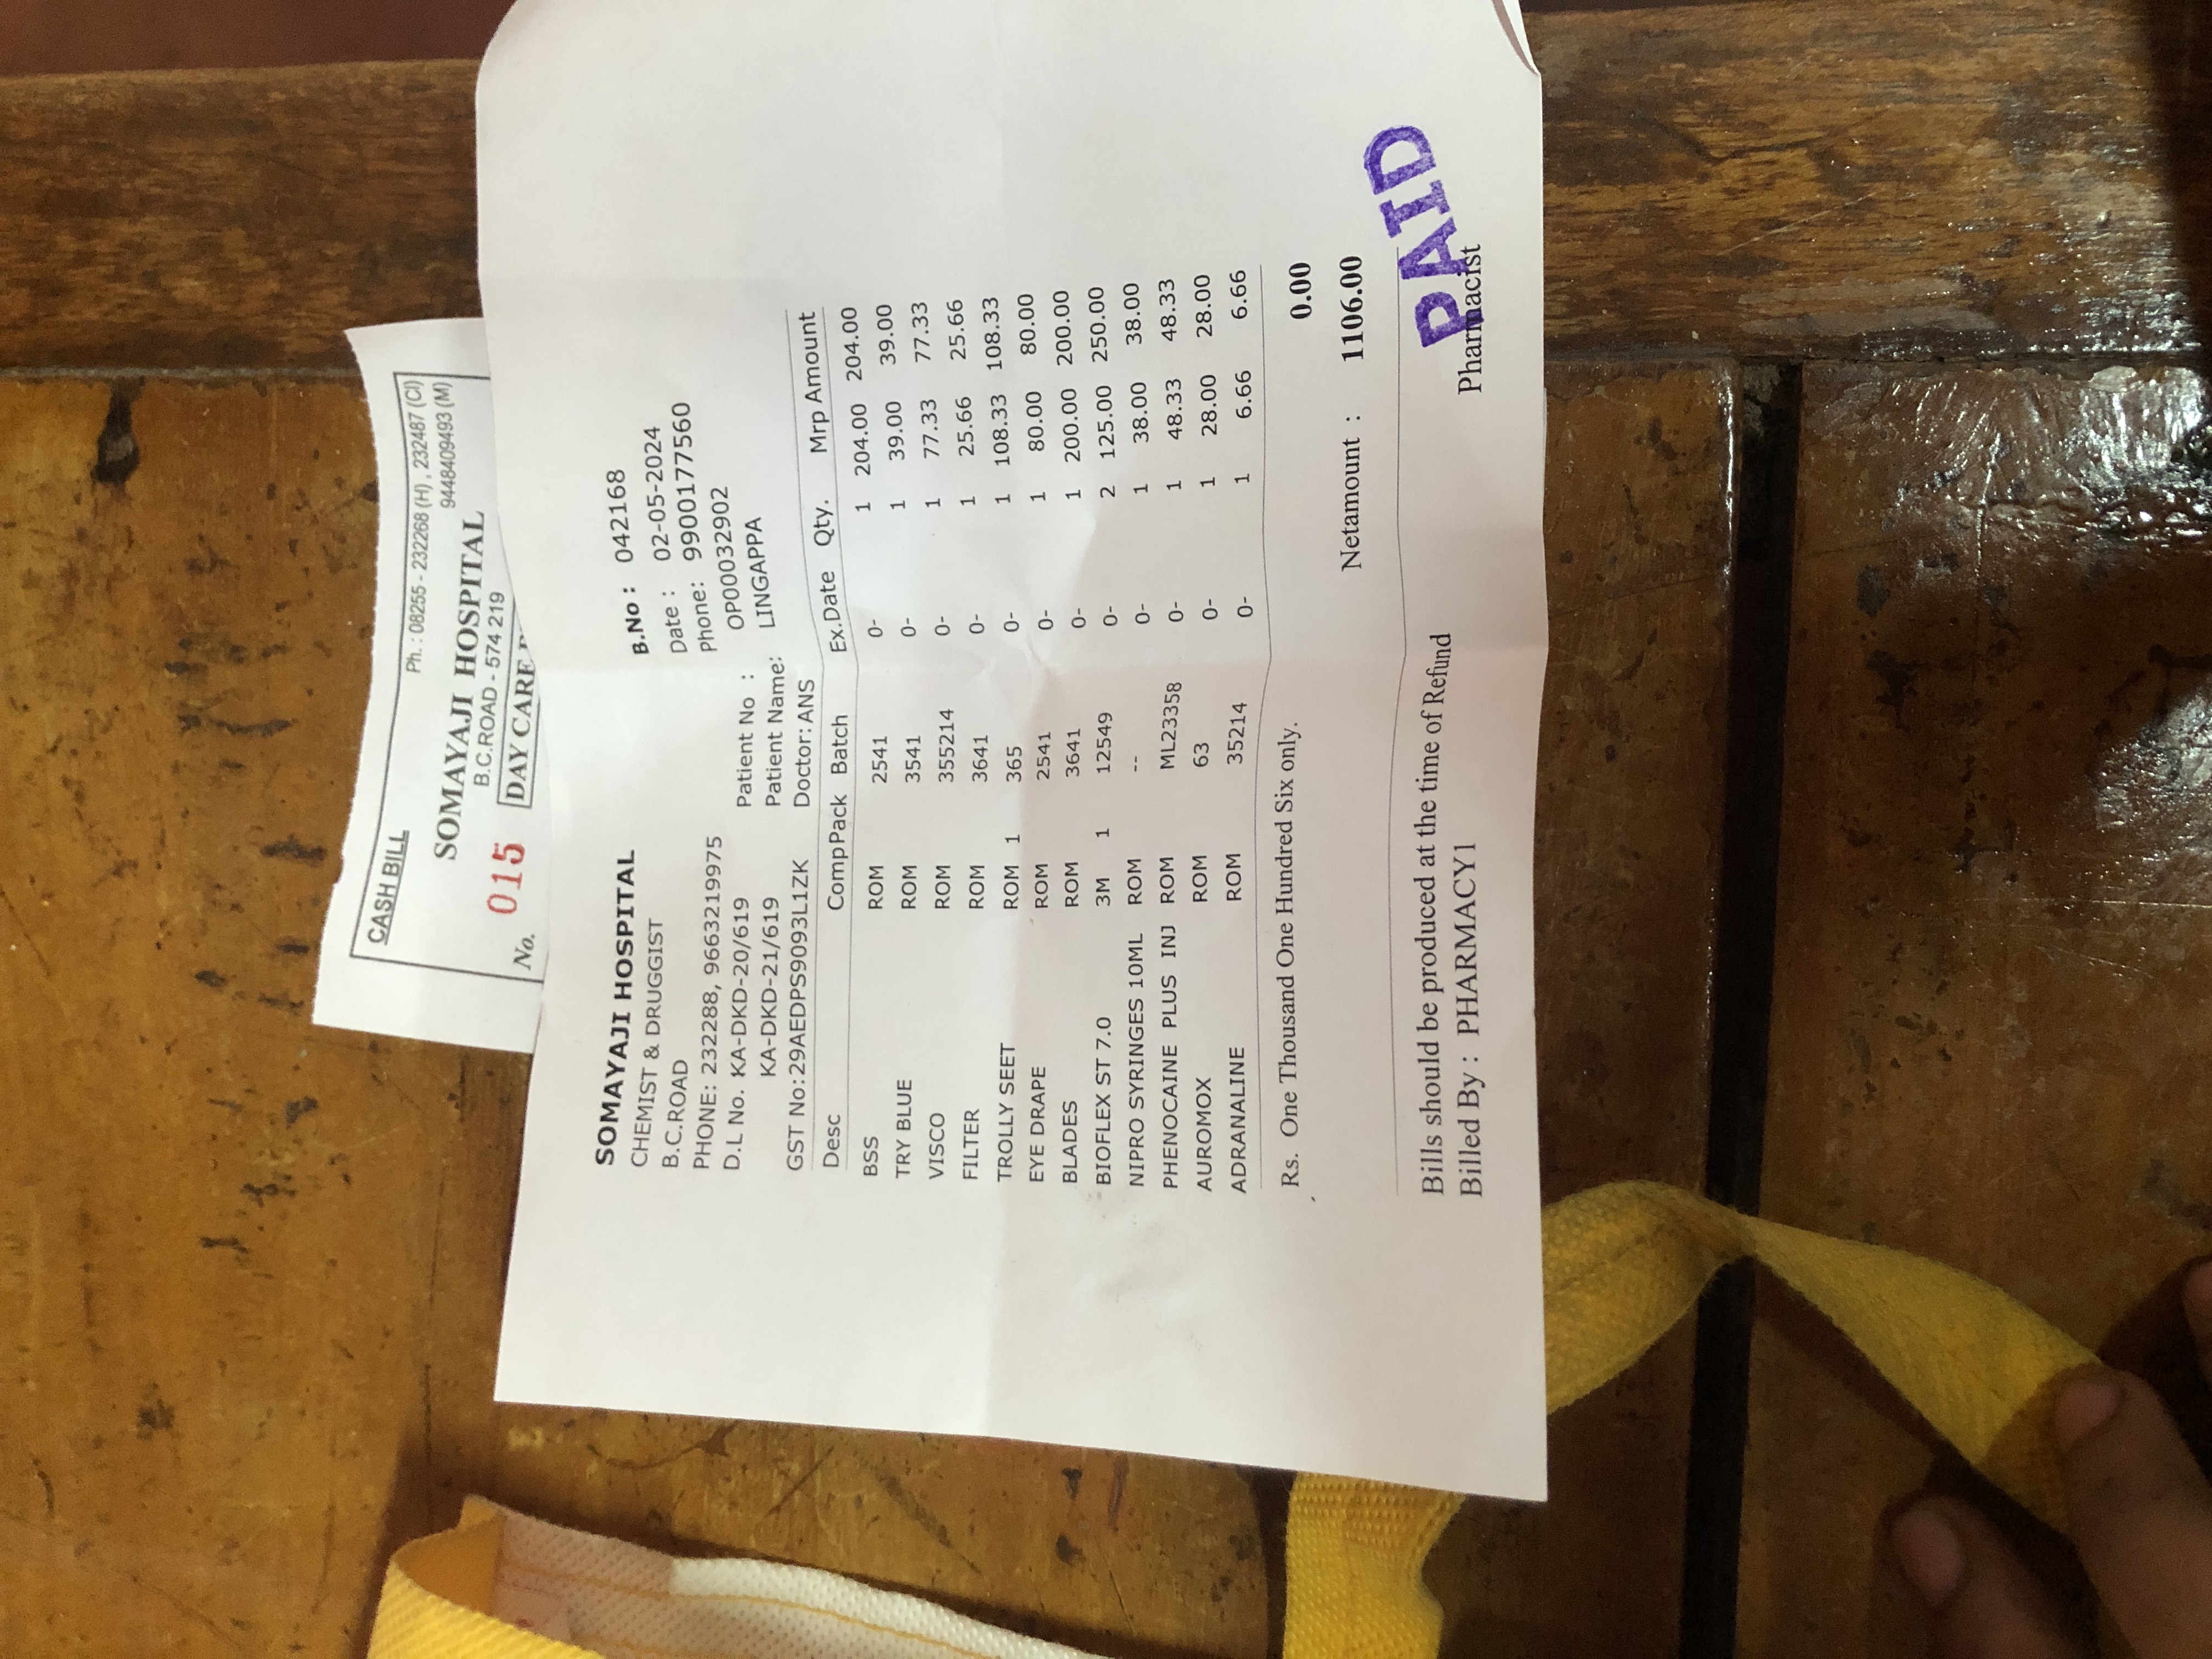 CASH BILL
Ph. : 08255 - 232268 (H) , 232487 (Cl)
9448409493 (M)
SOMAYAJI HOSPITAL
B.C.ROAD - 574 219
No. 015 DAY CARE
SOMAYAJI HOSPITAL
CHEMIST & DRUGGIST
B.C.ROAD
PHONE: 232288, 9663219975
D.L No. : KA-DKD-20/619
KA-DKD-21/619
GST No:29AEDPS9093L1ZK
B.No : 042168
Date : 02-05-2024
Phone: 9900177560
Patient No : OP00032902
Patient Name: LINGAPPA
Doctor: ANS
Desc Comp Pack Batch Ex.Date Qty. Mrp Amount
BSS ROM 2541 0- 1 204.00 204.00
TRY BLUE ROM 3541 0- 1 39.00 39.00
VISCO ROM 355214 0- 1 77.33 77.33
FILTER ROM 3641 0- 1 25.66 25.66
TROLLY SEET ROM 1 365 0- 1 108.33 108.33
EYE DRAPE ROM 2541 0- 1 80.00 80.00
BLADES ROM 3641 0- 1 200.00 200.00
BIOFLEX ST 7.0 3M 1 12549 0- 2 125.00 250.00
NIPRO SYRINGES 10ML ROM -- 0- 1 38.00 38.00
PHENOCAINE PLUS INJ ROM ML23358 0- 1 48.33 48.33
AUROMOX ROM 63 0- 1 28.00 28.00
ADRANALINE ROM 35214 0- 1 6.66 6.66
Rs. One Thousand One Hundred Six only.
0.00
Netamount : 1106.00
PAID
Bills should be produced at the time of Refund
Billed By : PHARMACY1
Pharmacist